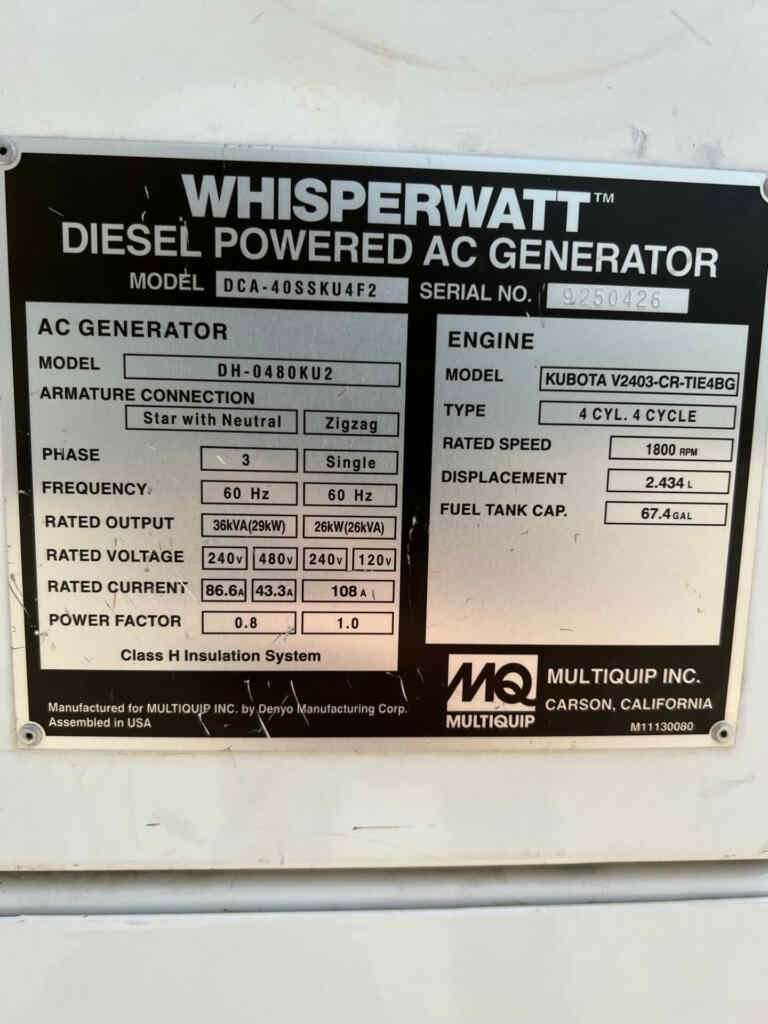 WHISPERWATT™
DIESEL POWERED AC GENERATOR
MODEL DCA-40SSKU4F2 SERIAL NO. 9250426
AC GENERATOR
MODEL DH-0480KU2
ARMATURE CONNECTION
Star with Neutral Zigzag
PHASE 3 Single
FREQUENCY 60 Hz 60 Hz
RATED OUTPUT 36kVA(29kW) 26kW(26kVA)
RATED VOLTAGE 240V 480V 240V 120V
RATED CURRENT 86.6A 43.3A 108 A
POWER FACTOR 0.8 1.0
Class H Insulation System
ENGINE
MODEL KUBOTA V2403-CR-TIE4BG
TYPE 4 CYL. 4 CYCLE
RATED SPEED 1800 RPM
DISPLACEMENT 2.434 L
FUEL TANK CAP. 67.4 GAL
Manufactured for MULTIQUIP INC. by Denyo Manufacturing Corp.
Assembled in USA
MQ
MULTIQUIP
MULTIQUIP INC.
CARSON, CALIFORNIA
M11130080